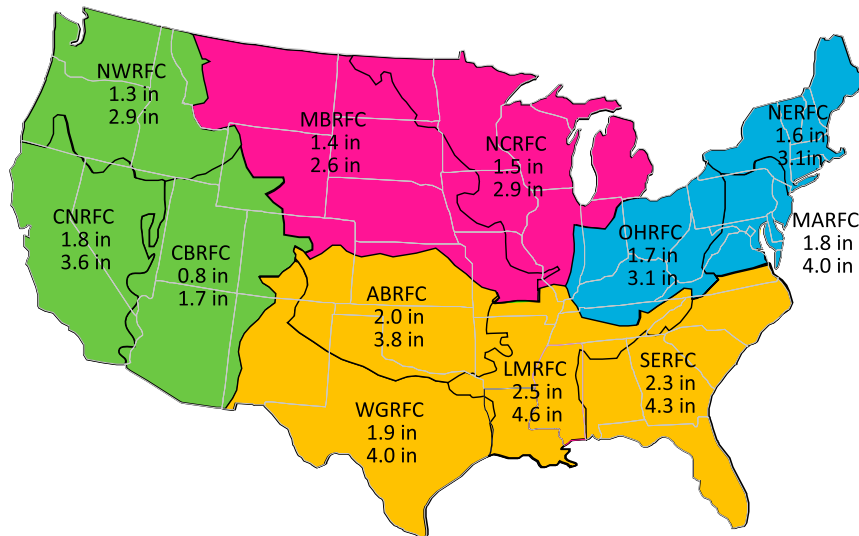 NWRFC
1.3 in
2.9 in
MBRFC
1.4 in
2.6 in
NCRFC
1.5 in
2.9 in
NERFC
1.6 in
3.1in
CNRFC
1.8 in
3.6 in
CBRFC
0.8 in
1.7 in
OHRFC
1.7 in
3.1 in
MARFC
1.8 in
4.0 in
ABRFC
2.0 in
3.8 in
LMRFC
2.5 in
4.6 in
SERFC
2.3 in
4.3 in
WGRFC
1.9 in
4.0 in